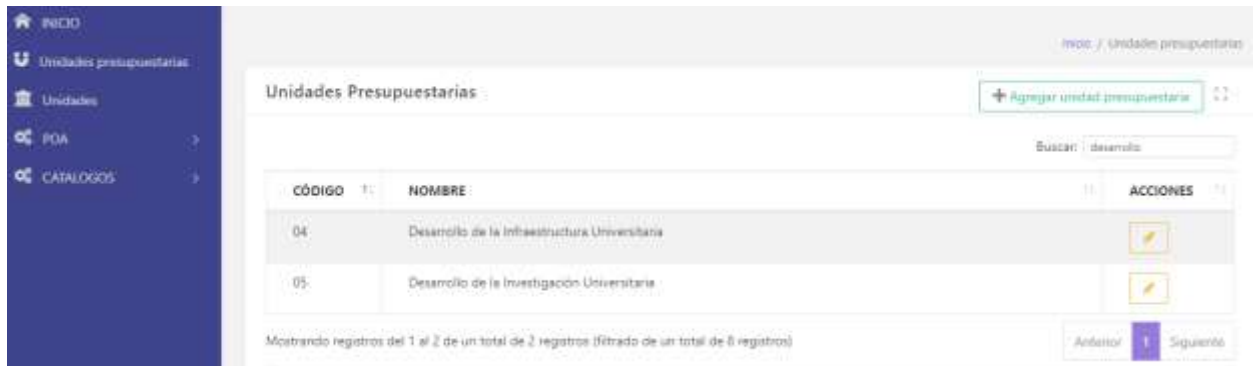 INICIO
Unidades presupuestarias
Unidades
POA
CATALOGOS
Inicio / Unidades presupuestarias
Unidades Presupuestarias
Agregar unidad presupuestaria
Buscar: desarrollo
CÓDIGO NOMBRE ACCIONES
04 Desarrollo de la Infraestructura Universitaria
05 Desarrollo de la Investigación Universitaria
Mostrando registros del 1 al 2 de un total de 2 registros (filtrado de un total de 8 registros)
Anterior 1 Siguiente